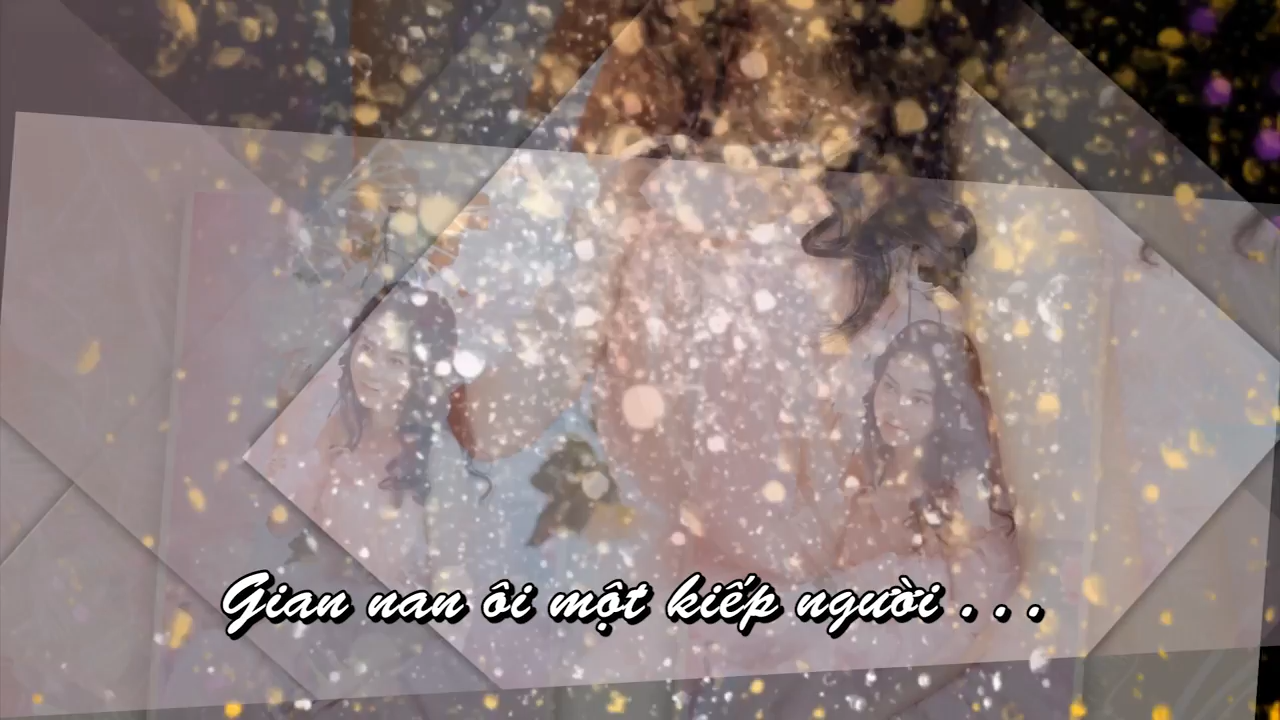 Gian nan ôi một kiếp người . . .